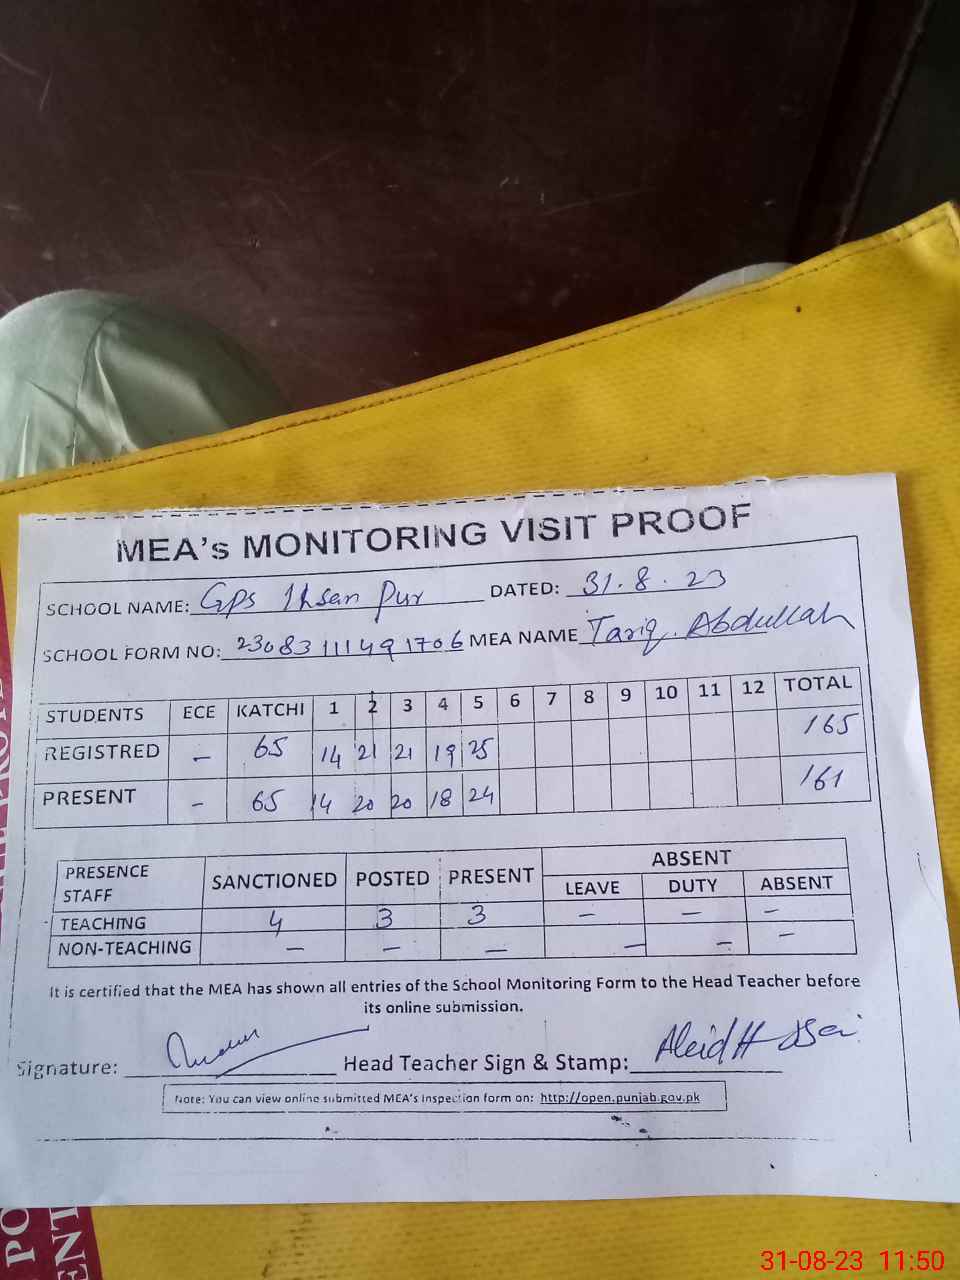 MEA's MONITORING VISIT PROOF
SCHOOL NAME: Gps Ihsan Pur DATED: 31.8.23
SCHOOL FORM NO: 23083111491706 MEA NAME Tariq Abdullah
STUDENTS ECE KATCHI 1 2 3 4 5 6 7 8 9 10 11 12 TOTAL
REGISTRED - 65 14 21 21 19 25 165
PRESENT - 65 14 20 20 18 24 161
PRESENCE STAFF SANCTIONED POSTED PRESENT ABSENT
LEAVE DUTY ABSENT
TEACHING 4 3 3 - - -
NON-TEACHING - - - - - -
It is certified that the MEA has shown all entries of the School Monitoring Form to the Head Teacher before
its online submission.
Signature: Head Teacher Sign & Stamp:
Note: You can view online submitted MEA's Inspection form on: http://open.punjab.gov.pk
31-08-23 11:50